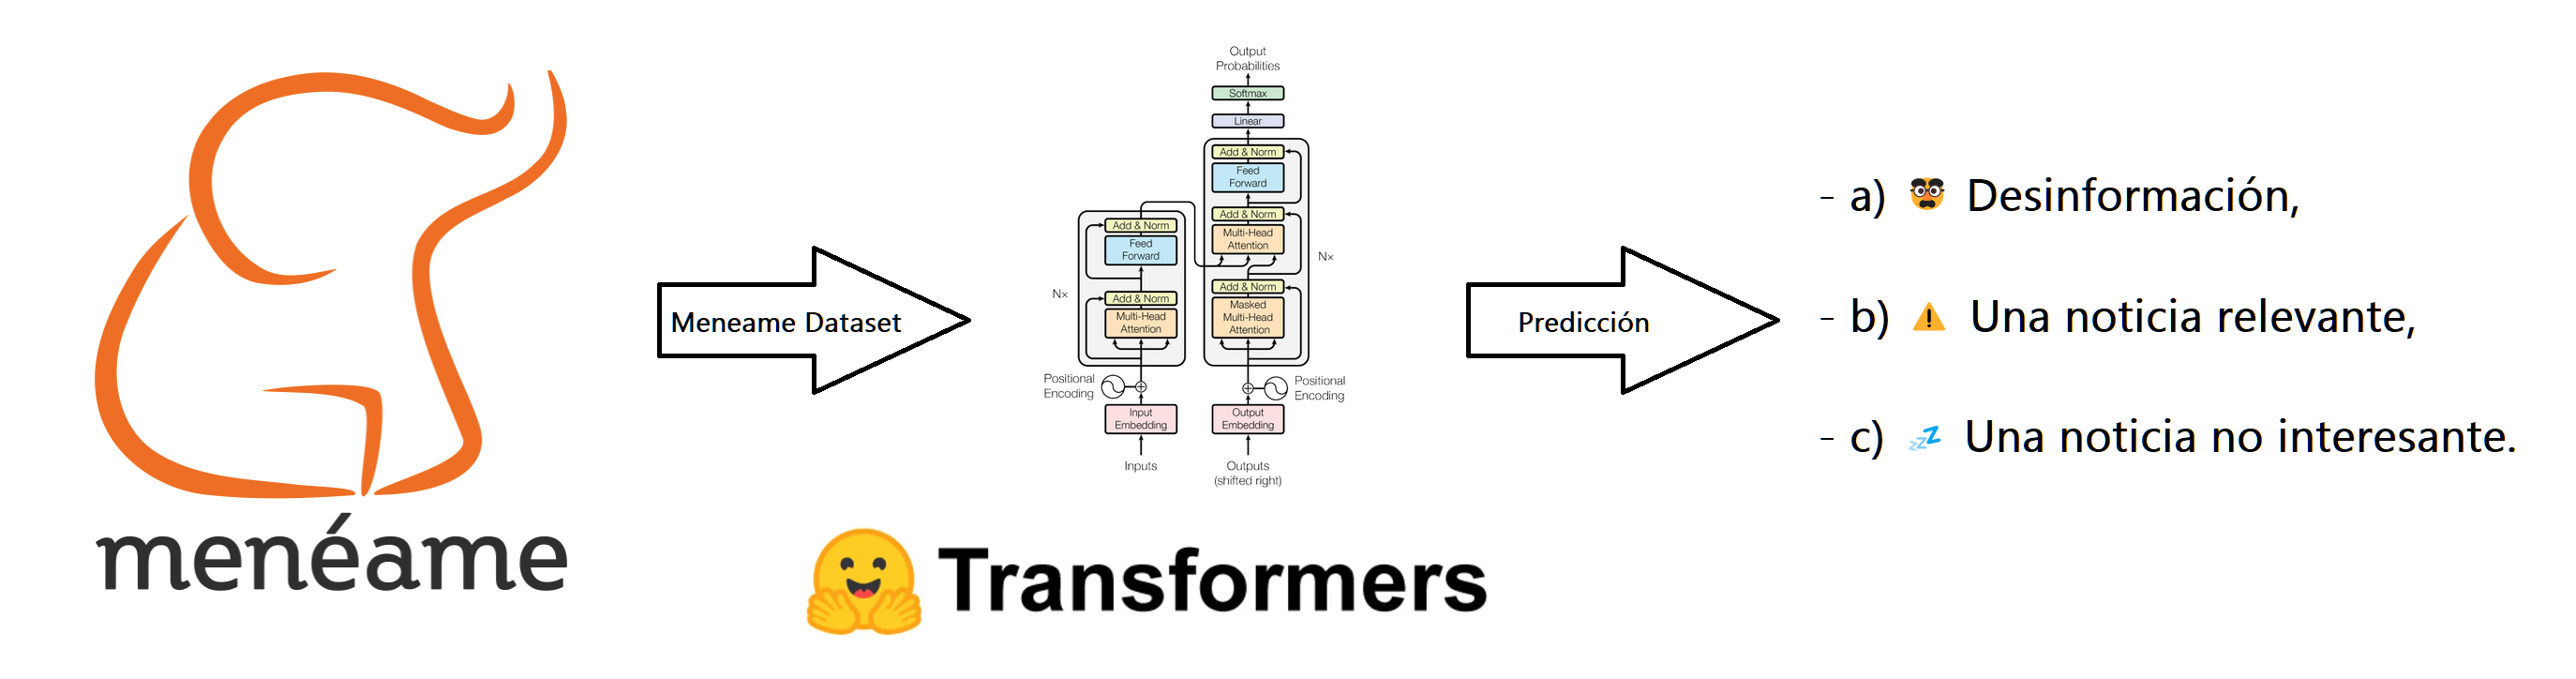 menéame
Meneame Dataset
Output
Probabilities
Softmax
Linear
Add & Norm
Feed
Forward
Add & Norm
Multi-Head
Attention
Add & Norm
Masked
Multi-Head
Attention
Nx
Add & Norm
Feed
Forward
Add & Norm
Multi-Head
Attention
Nx
Positional
Encoding
Positional
Encoding
Input
Embedding
Output
Embedding
Inputs
Outputs
(shifted right)
Transformers
Predicción
- a) Desinformación,
- b) Una noticia relevante,
- c) Una noticia no interesante.